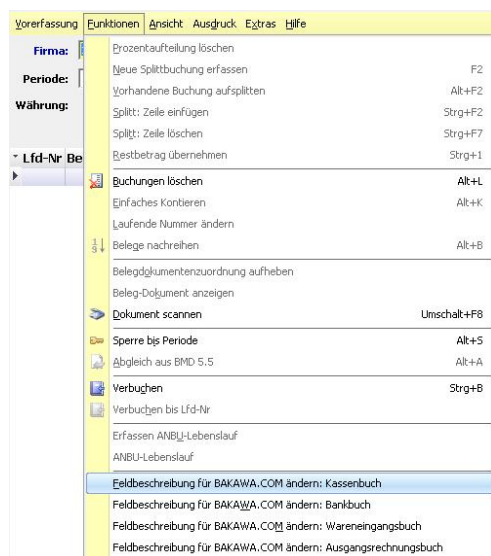 Vorerfassung Funktionen Ansicht Ausdruck Extras Hilfe
Firma:
Periode:
Währung:
Lfd-Nr Be
Prozentaufteilung löschen
Neue Splittbuchung erfassen F2
Vorhandene Buchung aufsplitten Alt+F2
Splitt: Zeile einfügen Strg+F2
Splitt: Zeile löschen Strg+F7
Restbetrag übernehmen Strg+1
Buchungen löschen Alt+L
Einfaches Kontieren Alt+K
Laufende Nummer ändern
Belege nachreihen Alt+B
Belegdokumentenzuordnung aufheben
Beleg-Dokument anzeigen
Dokument scannen Umschalt+F8
Sperre bis Periode Alt+S
Abgleich aus BMD 5.5 Alt+A
Verbuchen Strg+B
Verbuchen bis Lfd-Nr
Erfassen ANBU-Lebenslauf
ANBU-Lebenslauf
Feldbeschreibung für BAKAWA.COM ändern: Kassenbuch
Feldbeschreibung für BAKAWA.COM ändern: Bankbuch
Feldbeschreibung für BAKAWA.COM ändern: Wareneingangsbuch
Feldbeschreibung für BAKAWA.COM ändern: Ausgangsrechnungsbuch